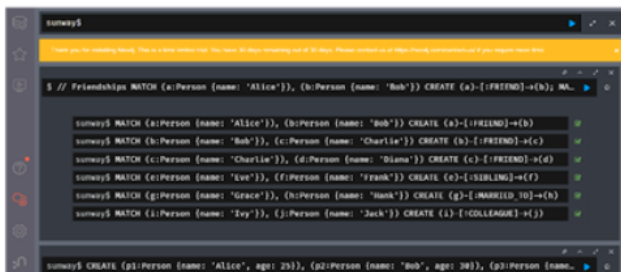 sunway$
Thank you for installing Neo4j. This is a time limited trial. You have 30 days remaining out of 30 days. Please contact us at if you require more time.
$ // Friendships MATCH (a:Person {name: 'Alice'}), (b:Person {name: 'Bob'}) CREATE (a)-[:FRIEND]→(b); MA…
sunway$ MATCH (a:Person {name: 'Alice'}), (b:Person {name: 'Bob'}) CREATE (a)-[:FRIEND]→(b)
sunway$ MATCH (b:Person {name: 'Bob'}), (c:Person {name: 'Charlie'}) CREATE (b)-[:FRIEND]→(c)
sunway$ MATCH (c:Person {name: 'Charlie'}), (d:Person {name: 'Diana'}) CREATE (c)-[:FRIEND]→(d)
sunway$ MATCH (e:Person {name: 'Eve'}), (f:Person {name: 'Frank'}) CREATE (e)-[:SIBLING]→(f)
sunway$ MATCH (g:Person {name: 'Grace'}), (h:Person {name: 'Hank'}) CREATE (g)-[:MARRIED_TO]→(h)
sunway$ MATCH (i:Person {name: 'Ivy'}), (j:Person {name: 'Jack'}) CREATE (i)-[:COLLEAGUE]→(j)
sunway$ CREATE (p1:Person {name: 'Alice', age: 25}), (p2:Person {name: 'Bob', age: 30}), (p3:Person {name…